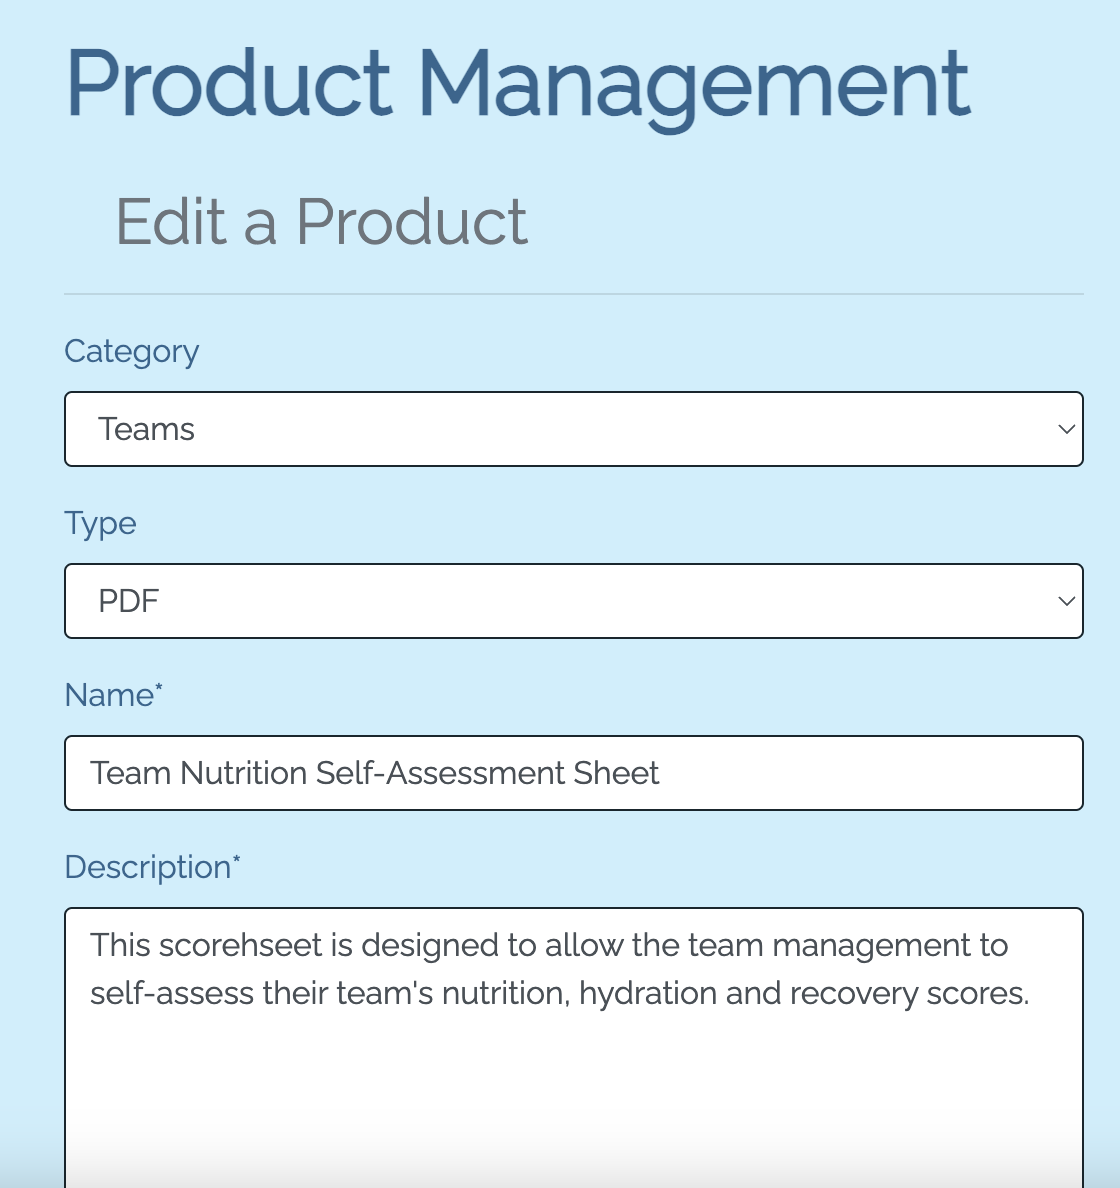 Product Management
Edit a Product
Category
Teams
Type
PDF
Name*
Team Nutrition Self-Assessment Sheet
Description*
This scorehseet is designed to allow the team management to
self-assess their team's nutrition, hydration and recovery scores.